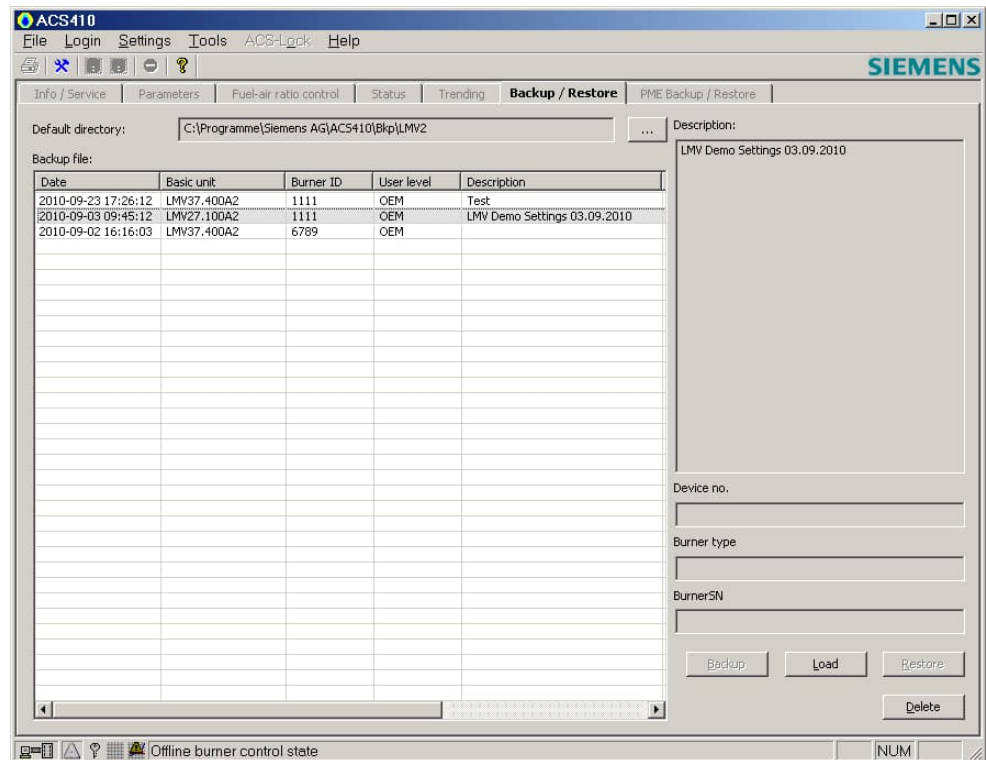 ACS410
File Login Settings Tools ACS-Lock Help
SIEMENS
Info / Service Parameters Fuel-air ratio control Status Trending Backup / Restore PME Backup / Restore
Default directory: C:\Programme\Siemens AG\ACS410\Bkp\LMV2 ... Description:
LMV Demo Settings 03.09.2010
Backup file:
Date Basic unit Burner ID User level Description
2010-09-23 17:26:12 LMV37.400A2 1111 OEM Test
2010-09-03 09:45:12 LMV27.100A2 1111 OEM LMV Demo Settings 03.09.2010
2010-09-02 16:16:03 LMV37.400A2 6789 OEM
Device no.
Burner type
BurnerSN
Backup Load Restore
Delete
Offline burner control state NUM